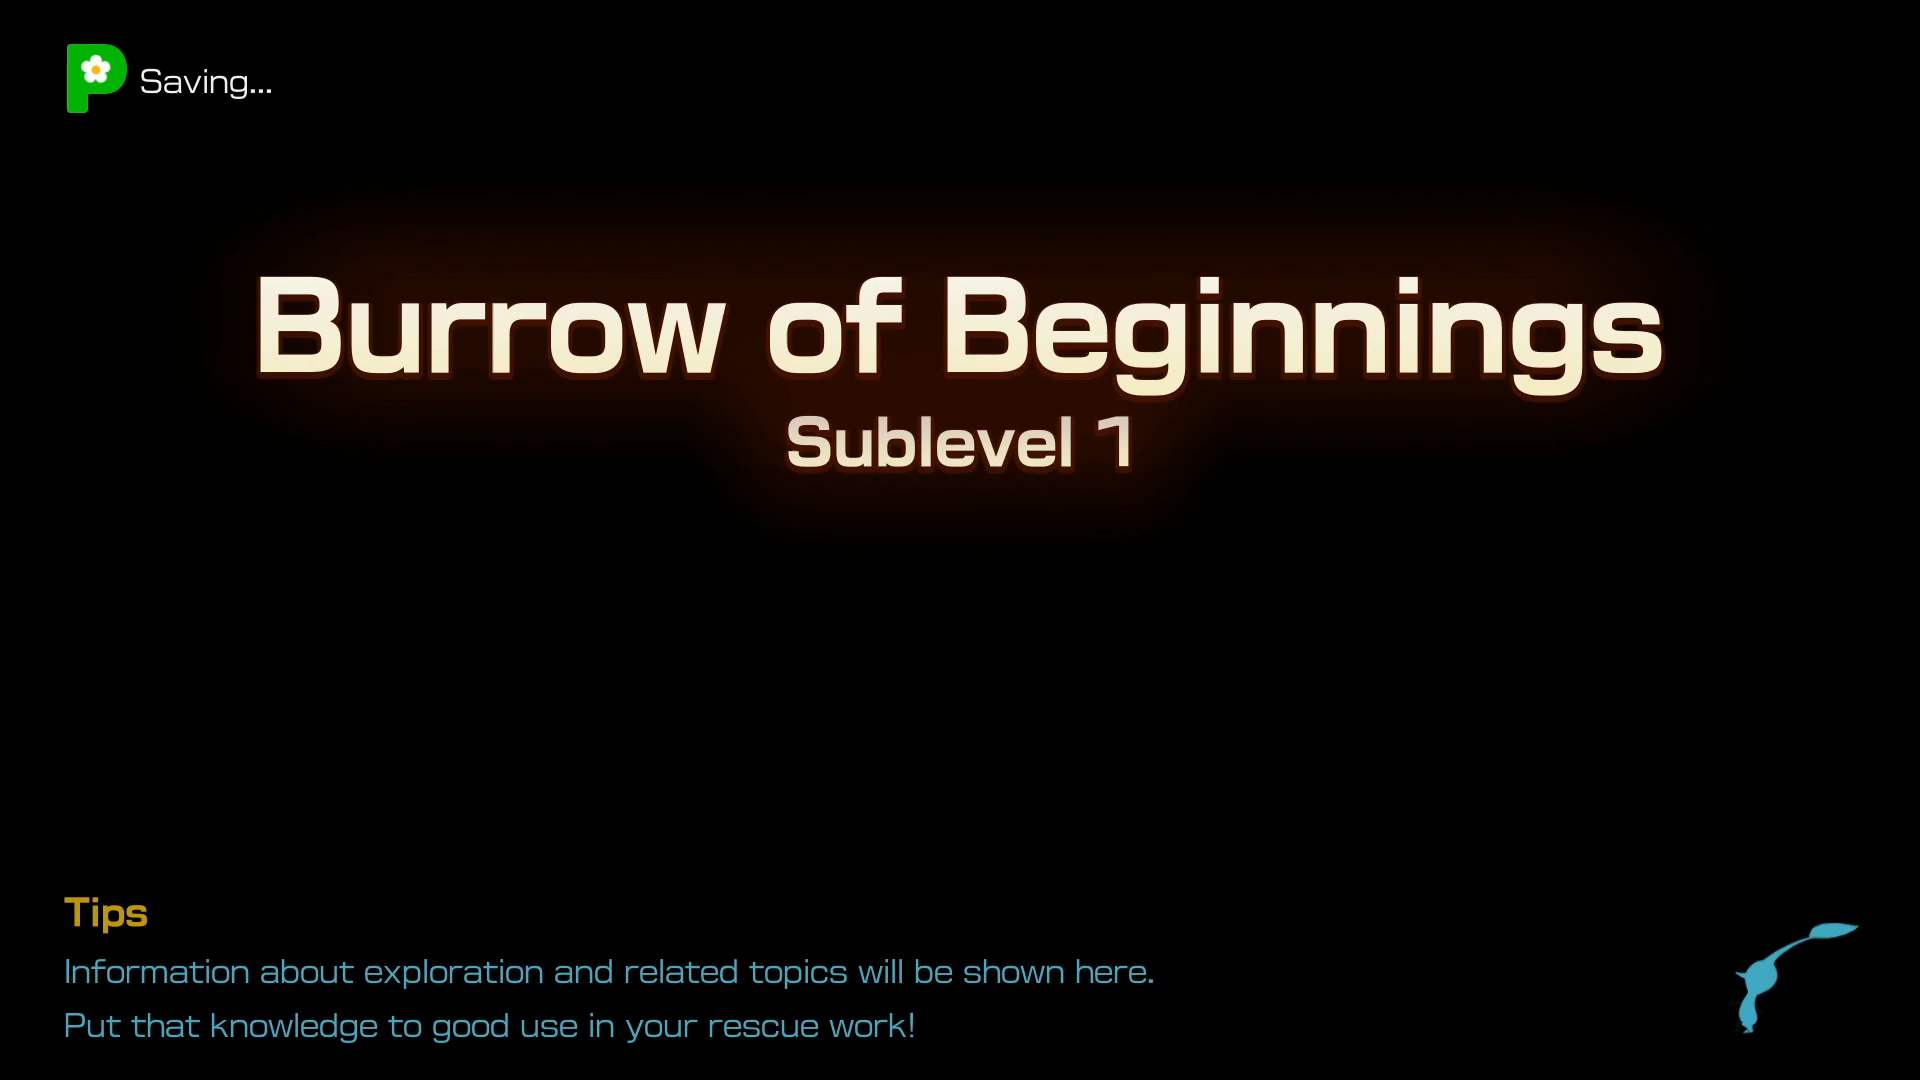 P Saving...
Burrow of Beginnings
Sublevel 1
Tips
Information about exploration and related topics will be shown here.
Put that knowledge to good use in your rescue work!